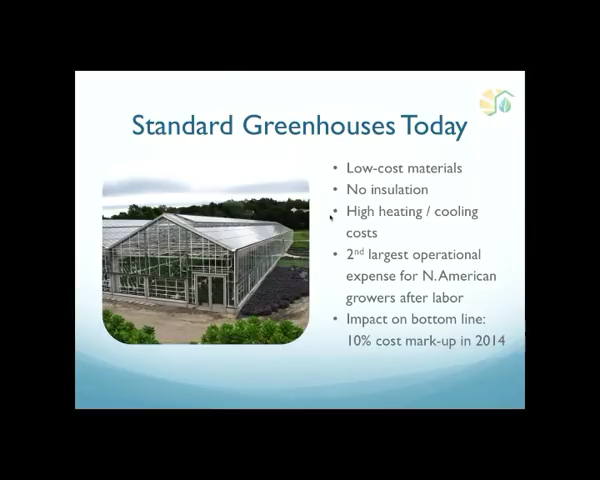 Standard Greenhouses Today
• Low-cost materials
• No insulation
• High heating / cooling
costs
• 2nd largest operational
expense for N. American
growers after labor
• Impact on bottom line:
10% cost mark-up in 2014